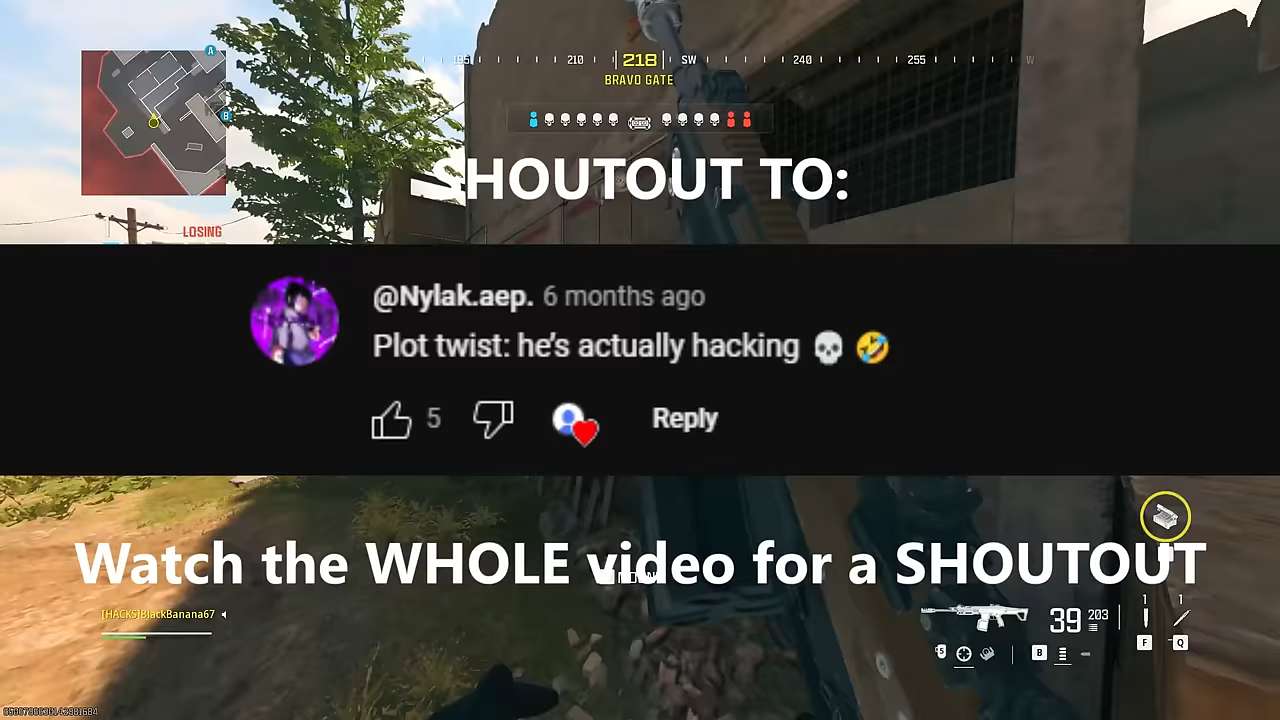 A
S
195
210
218
SW
240
255
W
BRAVO GATE
B
SHOUTOUT TO:
LOSING
@Nylak.aep. 6 months ago
Plot twist: he's actually hacking 💀 🤣
5
Reply
Watch the WHOLE video for a SHOUTOUT
[HACKS]BlackBanana67
39 203
1 1
F Q
B